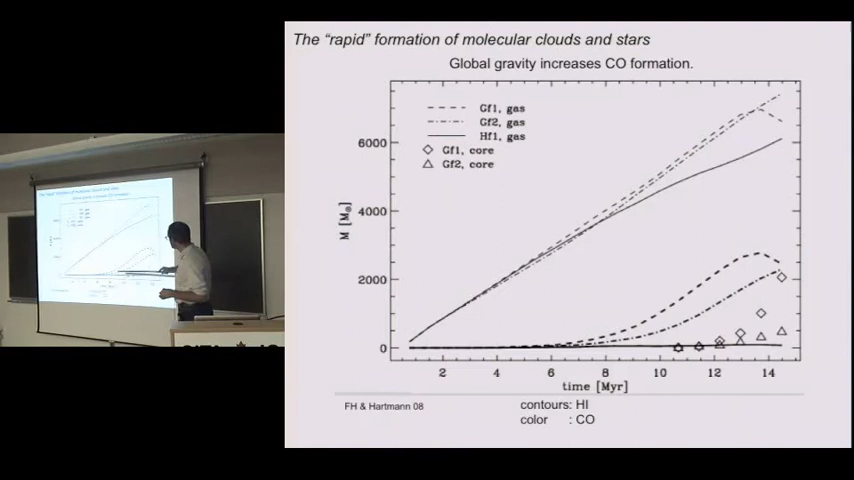 The "rapid" formation of molecular clouds and stars
Global gravity increases CO formation.
Gf1, gas
Gf2, gas
Hf1, gas
Gf1, core
Gf2, core
6000
4000
2000
0
M [M⊙]
2 4 6 8 10 12 14
time [Myr]
FH & Hartmann 08
contours: HI
color : CO